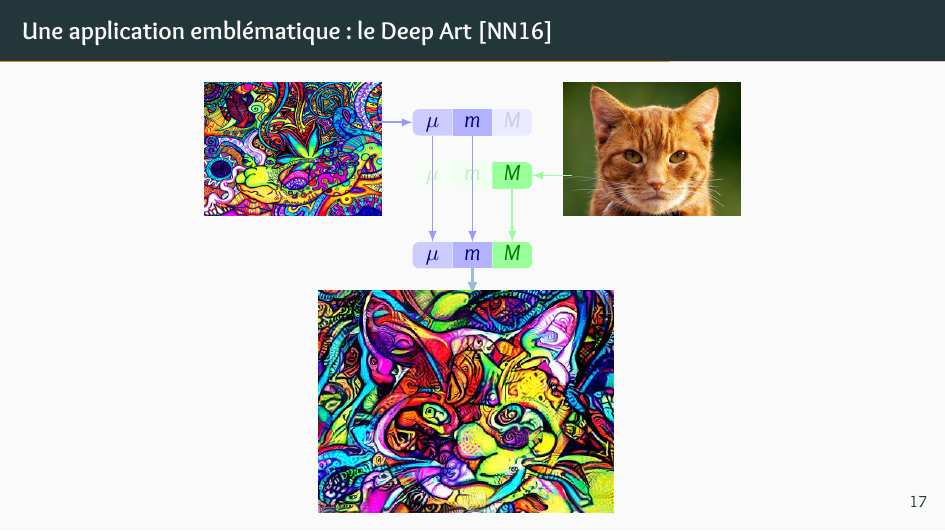 Une application emblématique : le Deep Art [NN16]
μ m M
μ m M
μ m M
17